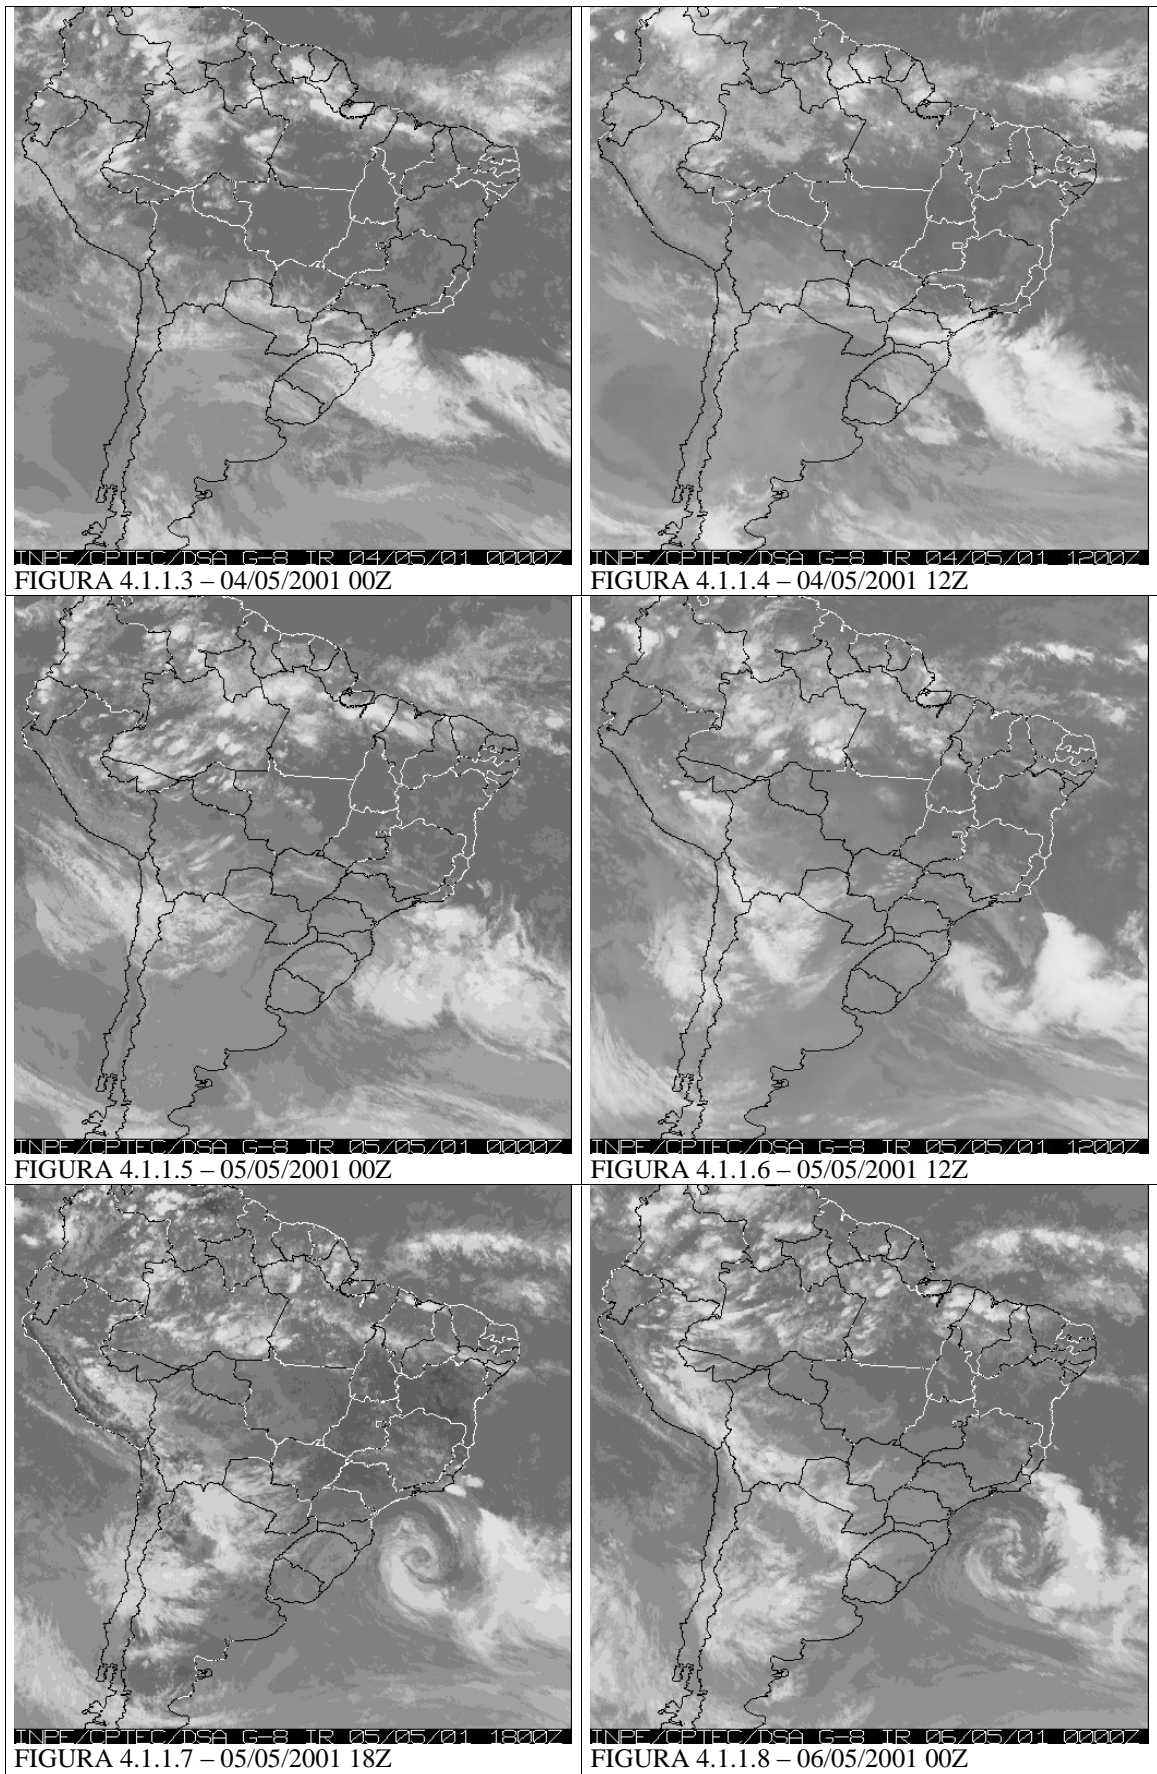 INPE/CPTEC/DSA G-8 IR 04/05/01 0000Z
FIGURA 4.1.1.3 – 04/05/2001 00Z
INPE/CPTEC/DSA G-8 IR 04/05/01 1200Z
FIGURA 4.1.1.4 – 04/05/2001 12Z
INPE/CPTEC/DSA G-8 IR 05/05/01 0000Z
FIGURA 4.1.1.5 – 05/05/2001 00Z
INPE/CPTEC/DSA G-8 IR 05/05/01 1200Z
FIGURA 4.1.1.6 – 05/05/2001 12Z
INPE/CPTEC/DSA G-8 IR 05/05/01 1800Z
FIGURA 4.1.1.7 – 05/05/2001 18Z
INPE/CPTEC/DSA G-8 IR 06/05/01 0000Z
FIGURA 4.1.1.8 – 06/05/2001 00Z